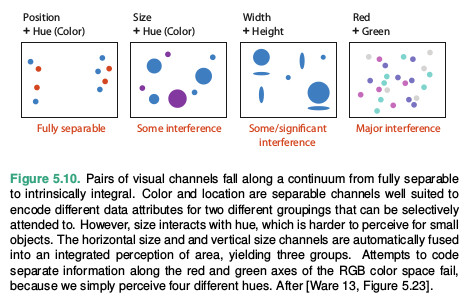 Position
+ Hue (Color)
Size
+ Hue (Color)
Width
+ Height
Red
+ Green
Fully separable
Some interference
Some/significant
interference
Major interference
Figure 5.10. Pairs of visual channels fall along a continuum from fully separable
to intrinsically integral. Color and location are separable channels well suited to
encode different data attributes for two different groupings that can be selectively
attended to. However, size interacts with hue, which is harder to perceive for small
objects. The horizontal size and and vertical size channels are automatically fused
into an integrated perception of area, yielding three groups. Attempts to code
separate information along the red and green axes of the RGB color space fail,
because we simply perceive four different hues. After [Ware 13, Figure 5.23].